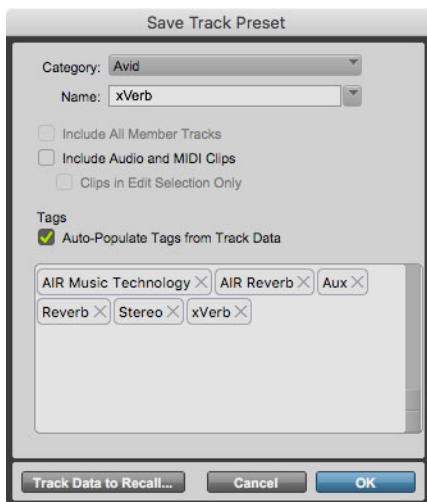 Save Track Preset
Category: Avid
Name: xVerb
Include All Member Tracks
Include Audio and MIDI Clips
Clips in Edit Selection Only
Tags
Auto-Populate Tags from Track Data
AIR Music Technology AIR Reverb Aux
Reverb Stereo xVerb
Track Data to Recall... Cancel OK